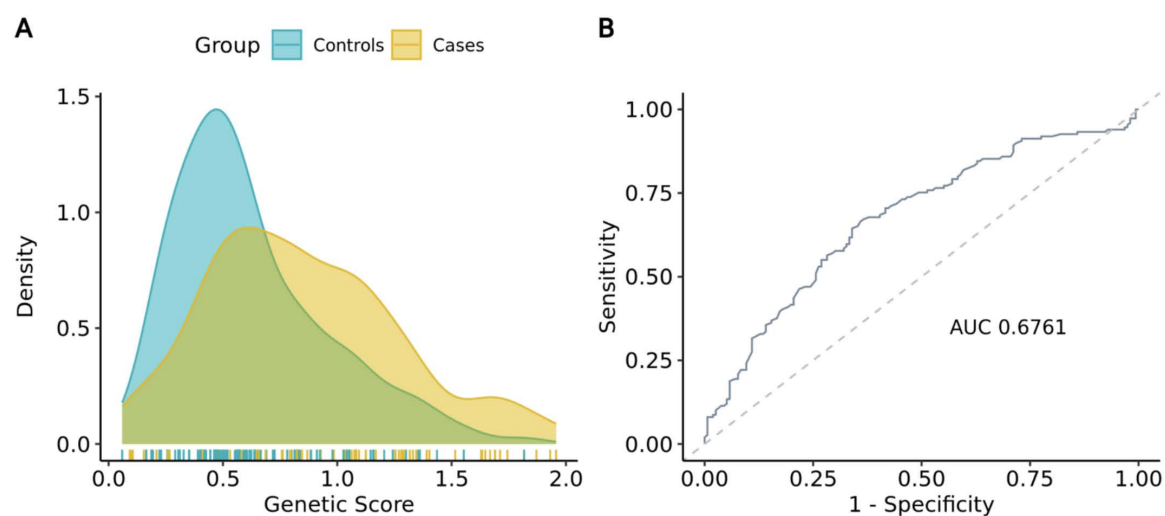 A
Group Controls Cases
1.5
1.0
0.5
0.0
Density
0.0 0.5 1.0 1.5 2.0
Genetic Score
B
1.00
0.75
0.50
0.25
0.00
Sensitivity
AUC 0.6761
0.00 0.25 0.50 0.75 1.00
1 - Specificity